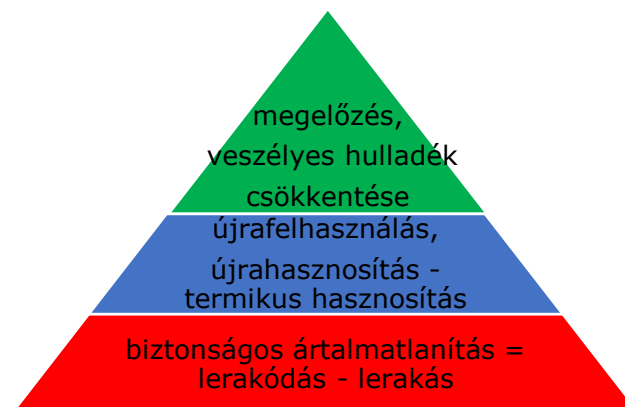 megelőzés,
veszélyes hulladék
csökkentése
újrafelhasználás,
újrahasznosítás -
termikus hasznosítás
biztonságos ártalmatlanítás =
lerakódás - lerakás